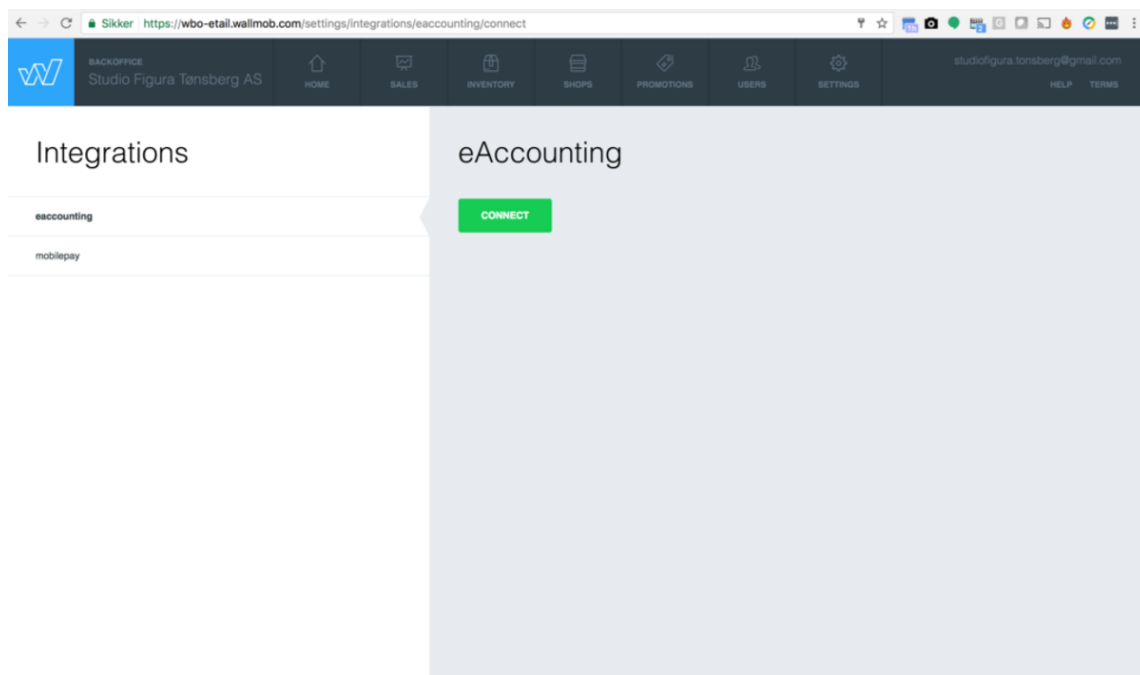 Sikker https://wbo-etail.wallmob.com/settings/integrations/eaccounting/connect
BACKOFFICE
Studio Figura Tønsberg AS
HOME
SALES
INVENTORY
SHOPS
PROMOTIONS
USERS
SETTINGS
studiofigura.tonsberg@gmail.com
HELP TERMS
Integrations
eaccounting
mobilepay
eAccounting
CONNECT